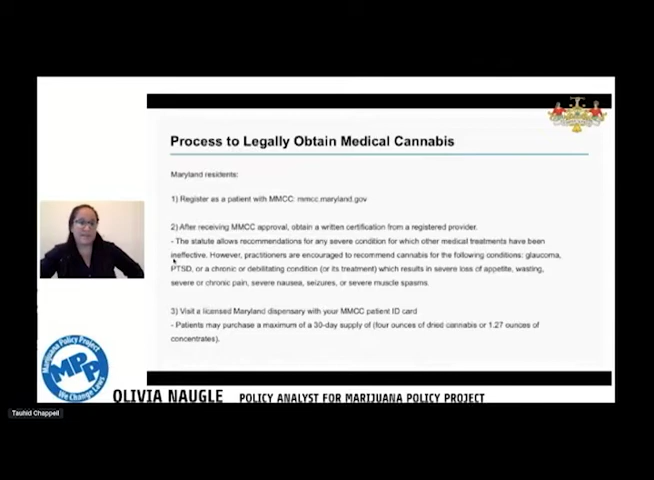 Process to Legally Obtain Medical Cannabis
Maryland residents:
1) Register as a patient with MMCC: mmcc.maryland.gov
2) After receiving MMCC approval, obtain a written certification from a registered provider.
- The statute allows recommendations for any severe condition for which other medical treatments have been
ineffective. However, practitioners are encouraged to recommend cannabis for the following conditions: glaucoma,
PTSD, or a chronic or debilitating condition (or its treatment) which results in severe loss of appetite, wasting,
severe or chronic pain, severe nausea, seizures, or severe muscle spasms.
3) Visit a licensed Maryland dispensary with your MMCC patient ID card
- Patients may purchase a maximum of a 30-day supply of (four ounces of dried cannabis or 1.27 ounces of
concentrates).
Marijuana Policy Project
MPP
We Change Laws
OLIVIA NAUGLE POLICY ANALYST FOR MARIJUANA POLICY PROJECT
Tauhid Chappell